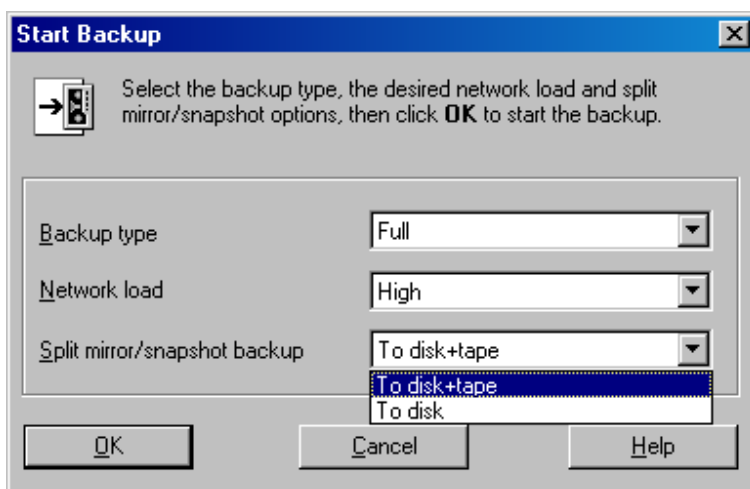 Start Backup
Select the backup type, the desired network load and split
mirror/snapshot options, then click OK to start the backup.
Backup type
Full
Network load
High
Split mirror/snapshot backup
To disk+tape
To disk+tape
To disk
OK
Cancel
Help